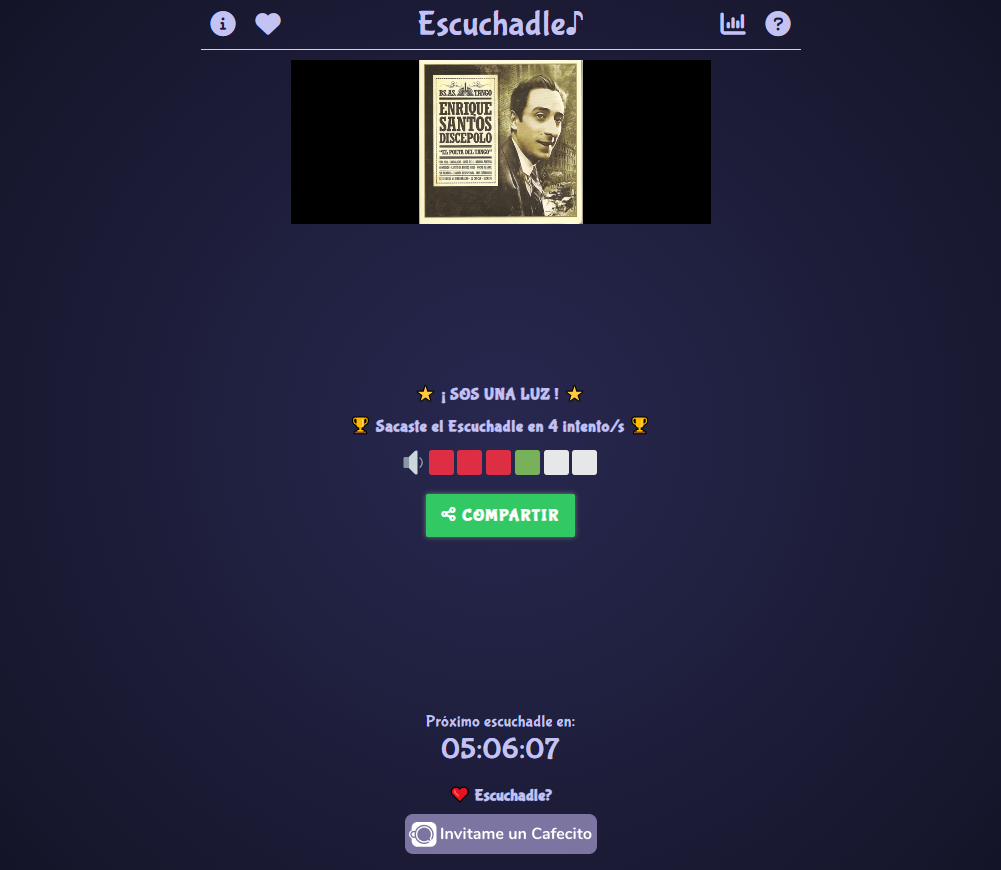 Escuchadle
BS.AS. TANGO
ENRIQUE
SANTOS
DISCEPOLO
"EL POETA DEL TANGO"
¡ SOS UNA LUZ !
Sacaste el Escuchadle en 4 intento/s
COMPARTIR
Próximo escuchadle en:
05:06:07
Escuchadle?
Invitame un Cafecito